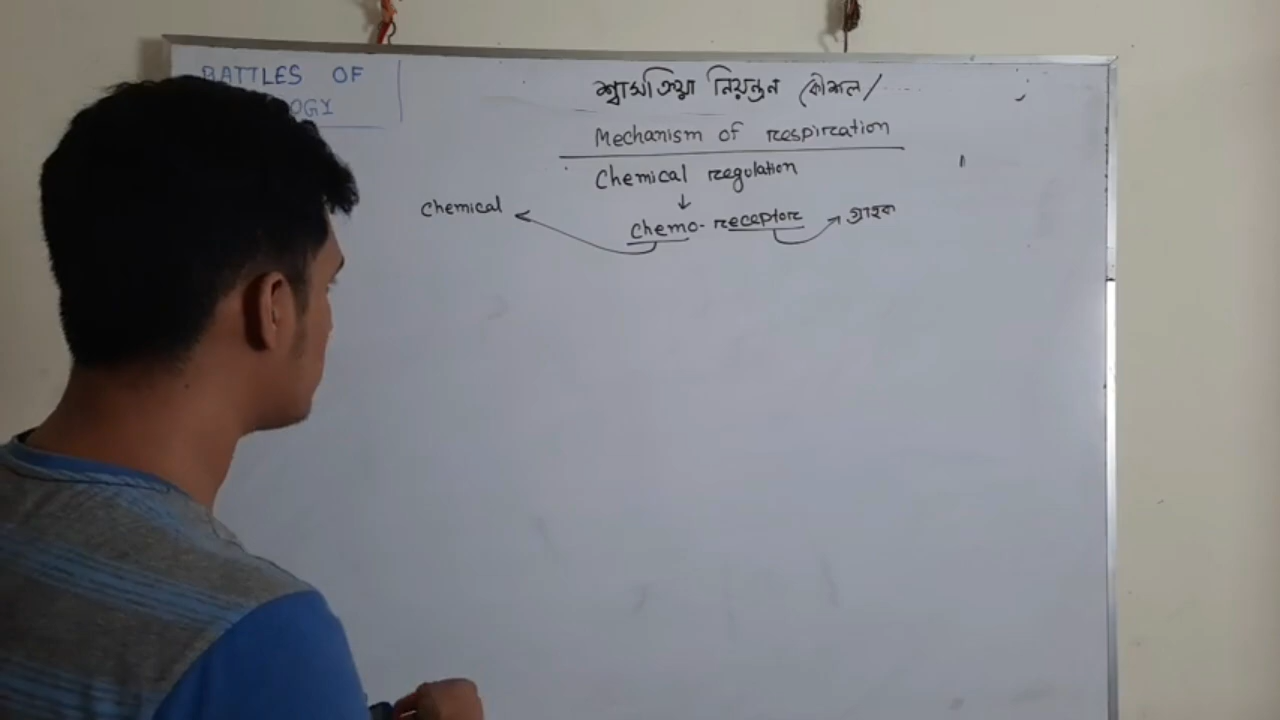 BATTLES OF
OGY
শ্বাসক্রিয়া নিয়ন্ত্রন কৌশল/
Mechanism of respiration
Chemical regulation
↓
Chemical
chemo-receptor
গ্রাহক